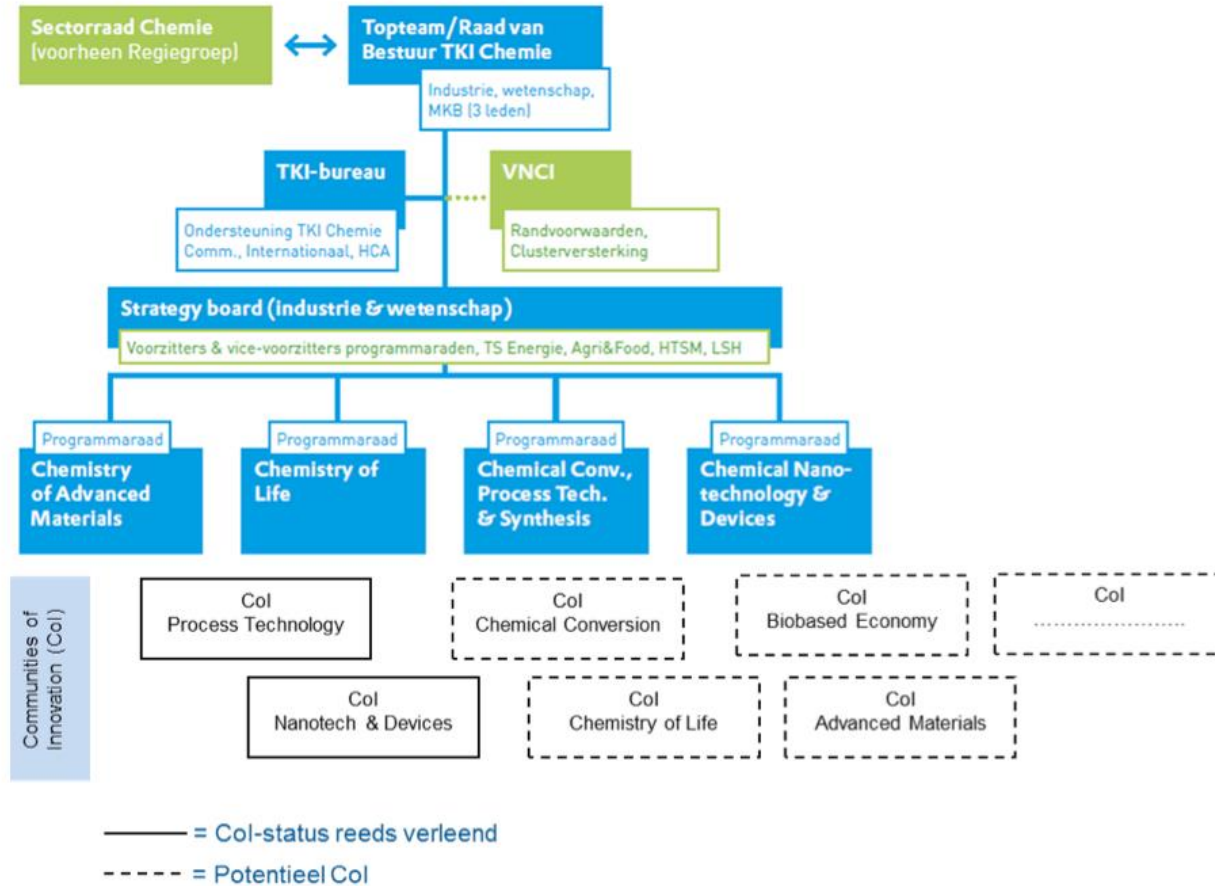 Sectorraad Chemie
(voorheen Regiegroep)
Topteam/Raad van
Bestuur TKI Chemie
Industrie, wetenschap,
MKB (3 leden)
TKI-bureau
Ondersteuning TKI Chemie
Comm., Internationaal, HCA
VNCI
Randvoorwaarden,
Clusterversterking
Strategy board (industrie & wetenschap)
Voorzitters & vice-voorzitters programmaraden, TS Energie, Agri&Food, HTSM, LSH
Programmaraad
Chemistry
of Advanced
Materials
Programmaraad
Chemistry of
Life
Programmaraad
Chemical Conv.,
Process Tech.
& Synthesis
Programmaraad
Chemical Nano-
technology &
Devices
Communities of
Innovation (CoI)
CoI
Process Technology
CoI
Chemical Conversion
CoI
Biobased Economy
CoI
........................
CoI
Nanotech & Devices
CoI
Chemistry of Life
CoI
Advanced Materials
= CoI-status reeds verleend
= Potentieel CoI